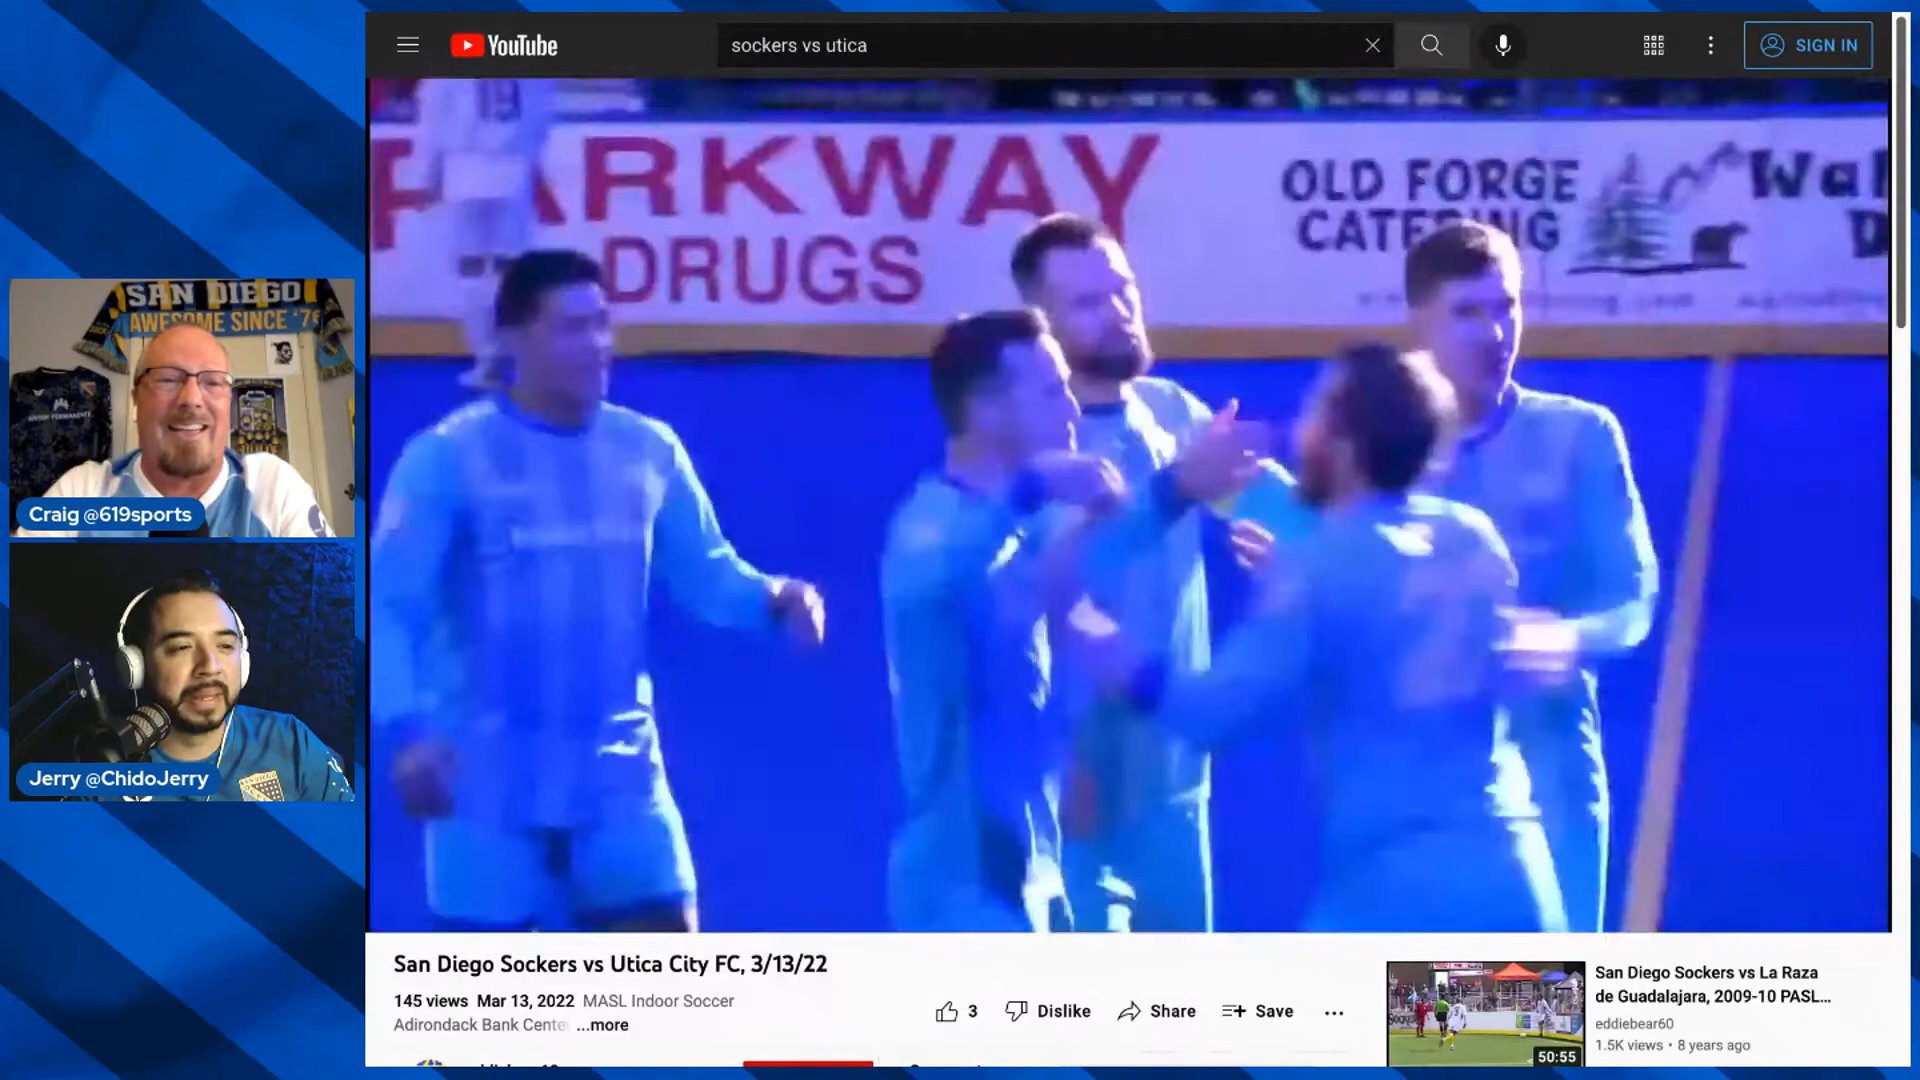 YouTube
sockers vs utica
SIGN IN
19
PARKWAY
DRUGS
OLD FORGE
CATERING
SAN DIEGO
AWESOME SINCE '78
Craig @619sports
Jerry @ChidoJerry
San Diego Sockers vs Utica City FC, 3/13/22
145 views Mar 13, 2022 MASL Indoor Soccer
Adirondack Bank Cente ...more
3
Dislike
Share
Save
San Diego Sockers vs La Raza
de Guadalajara, 2009-10 PASL...
eddiebear60
1.5K views • 8 years ago
50:55